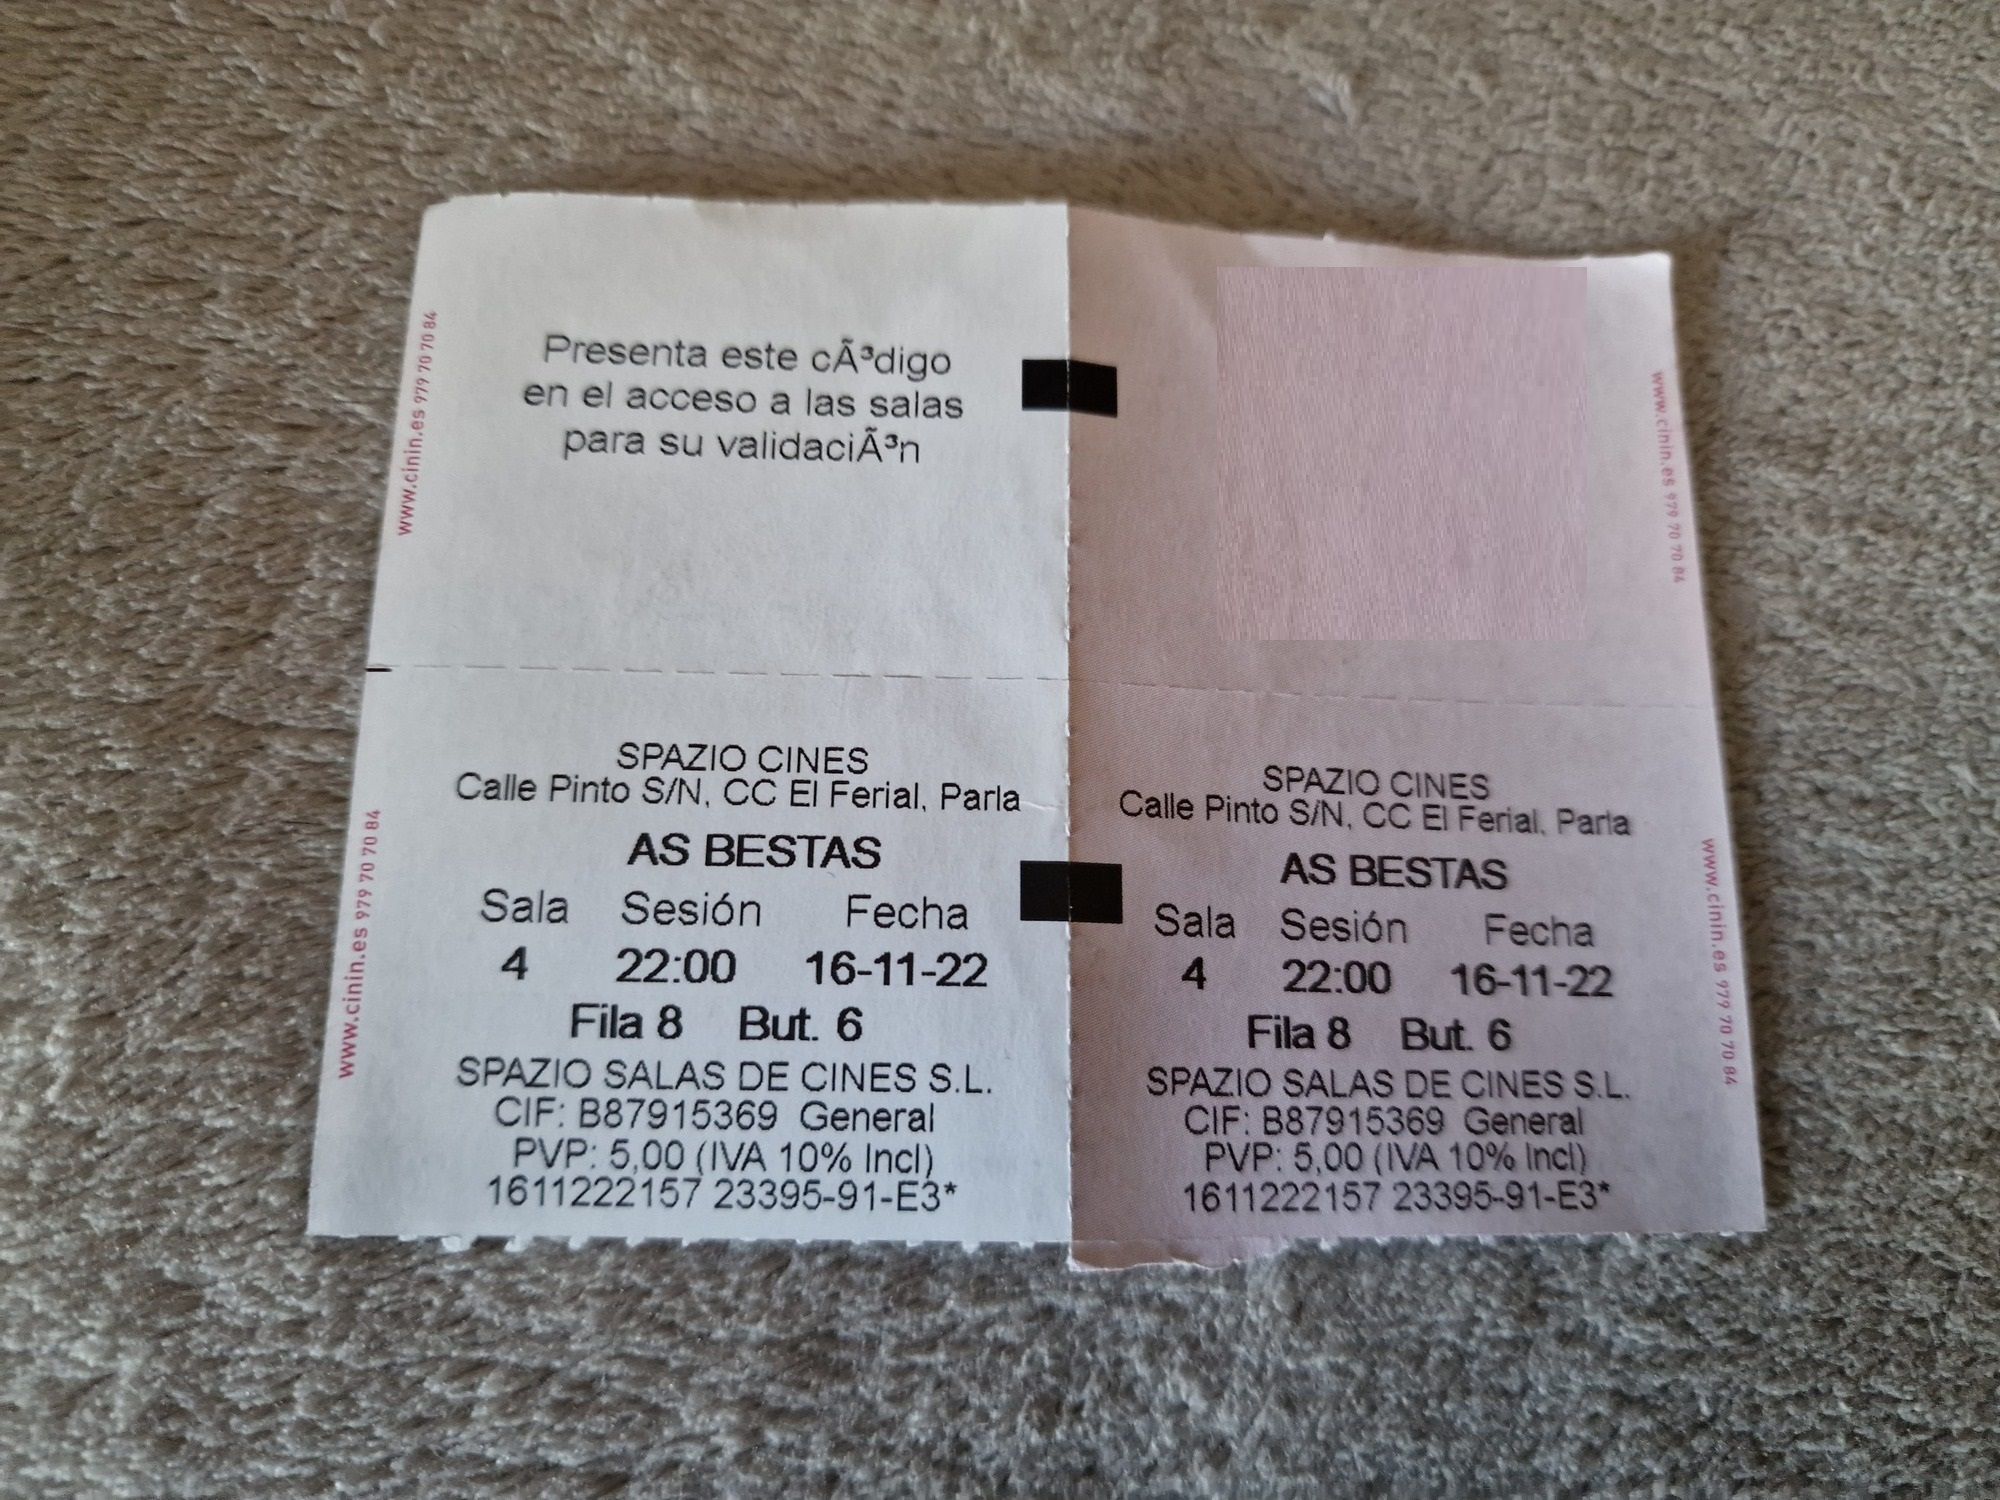 www.cinin.es 979 70 70 84
Presenta este cÃ³digo
en el acceso a las salas
para su validaciÃ³n
www.cinin.es 979 70 70 84
www.cinin.es 979 70 70 84
SPAZIO CINES
Calle Pinto S/N, CC El Ferial, Parla
AS BESTAS
Sala Sesión Fecha
4 22:00 16-11-22
Fila 8 But. 6
SPAZIO SALAS DE CINES S.L.
CIF: B87915369 General
PVP: 5,00 (IVA 10% Incl)
1611222157 23395-91-E3*
SPAZIO CINES
Calle Pinto S/N, CC El Ferial, Parla
AS BESTAS
Sala Sesión Fecha
4 22:00 16-11-22
Fila 8 But. 6
SPAZIO SALAS DE CINES S.L.
CIF: B87915369 General
PVP: 5,00 (IVA 10% Incl)
1611222157 23395-91-E3*
www.cinin.es 979 70 70 84